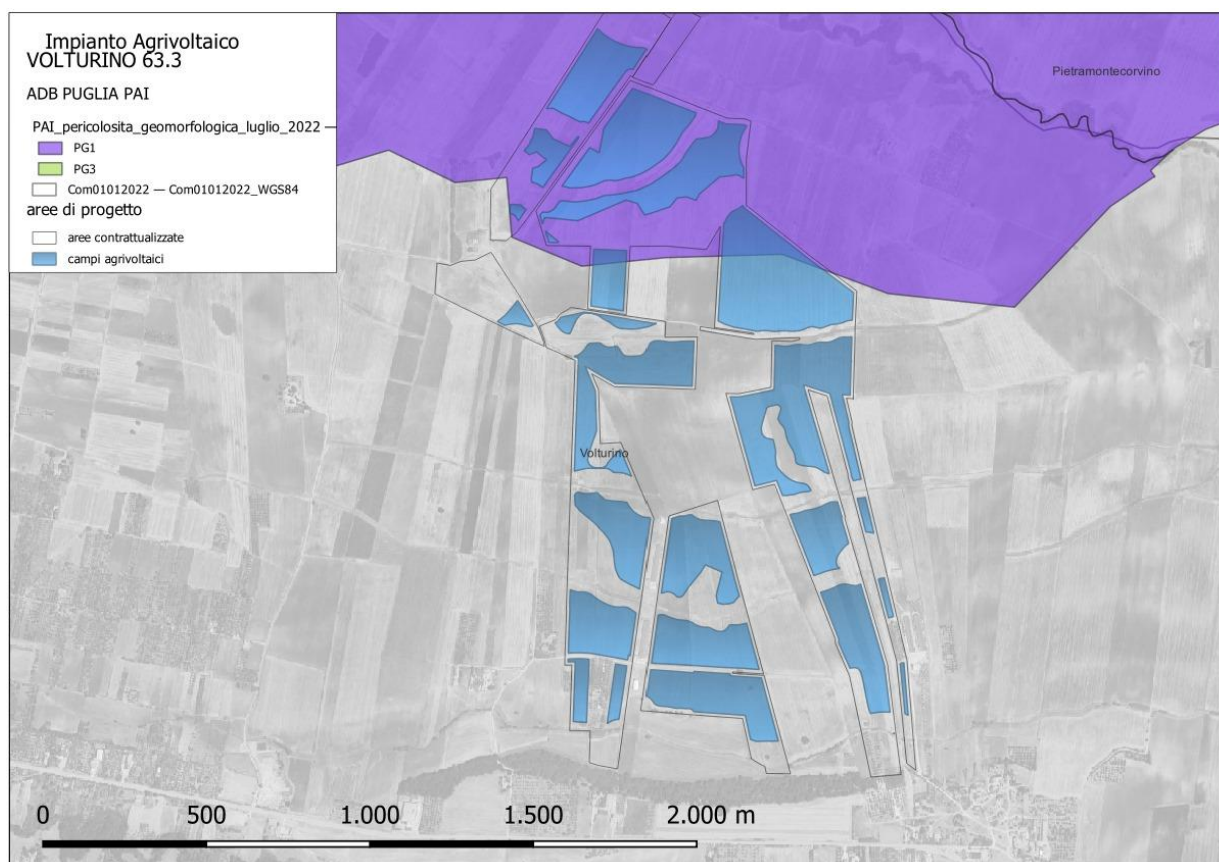 Impianto Agrivoltaico
VOLTURINO 63.3
ADB PUGLIA PAI
PAI_pericolosita_geomorfologica_luglio_2022 —
PG1
PG3
Com01012022 — Com01012022_WGS84
aree di progetto
aree contrattualizzate
campi agrivoltaici
Pietramontecorvino
Volturino
0 500 1.000 1.500 2.000 m